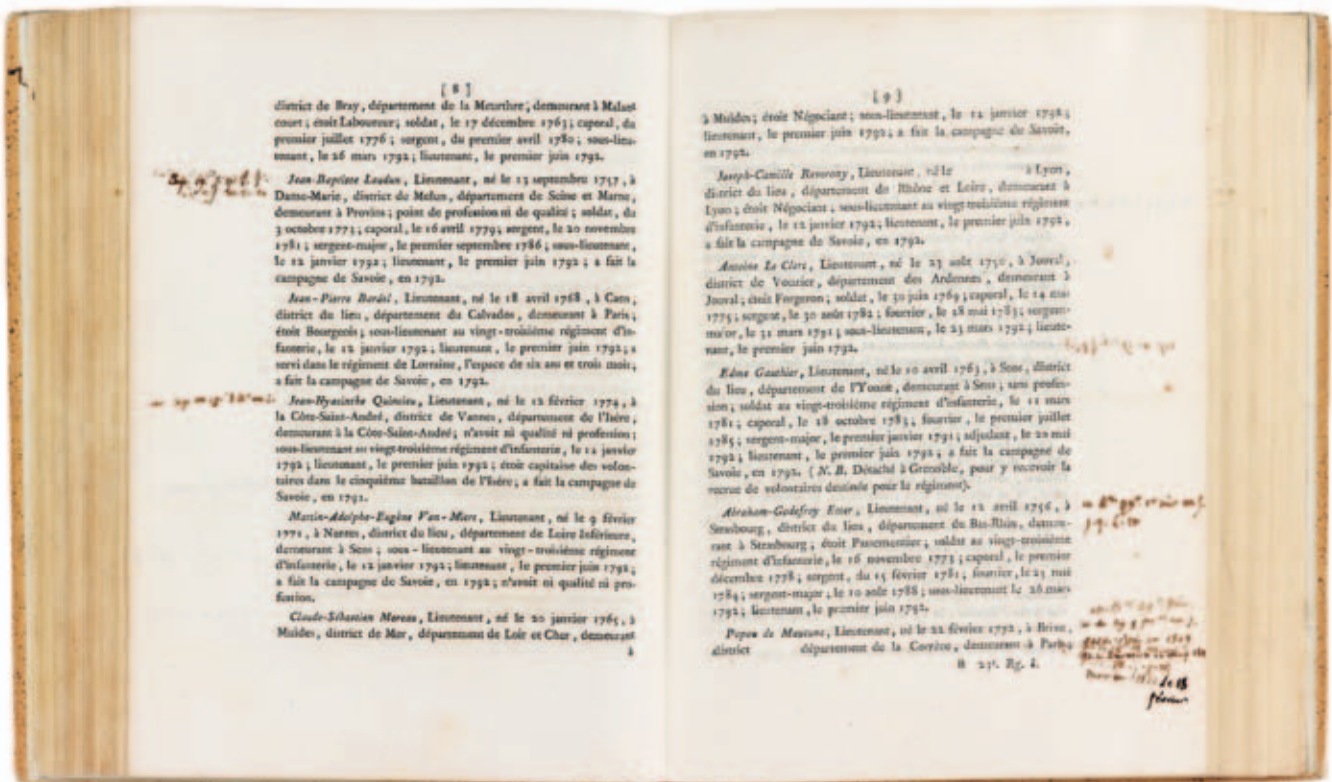 [ 8 ]
district de Bray, département de la Meurthre; demeurant à Malaucourt
court; étoit Laboureur; soldat, le 17 décembre 1763; caporal, du
premier juillet 1776; sergent, du premier avril 1780; sous-lieu-
tenant, le 26 mars 1792; lieutenant, le premier juin 1792.
Jean-Baptiste Laudun, Lieutenant, né le 13 septembre 1757, à
Dame-Marie, district de Melun, département de Seine et Marne,
demeurant à Provins; point de profession ni de qualité; soldat, du
3 octobre 1773; caporal, le 16 avril 1779; sergent, le 20 novembre
1781; sergent-major, le premier septembre 1786; sous-lieutenant,
le 12 janvier 1792; lieutenant, le premier juin 1792; a fait la
campagne de Savoie, en 1792.
Jean-Pierre Bardel, Lieutenant, né le 18 avril 1768, à Caen,
district du lieu, département du Calvados, demeurant à Paris;
étoit Bourgeois; sous-lieutenant au vingt-troisième régiment d'in-
fanterie, le 12 janvier 1792; lieutenant, le premier juin 1792; a
servi dans le régiment de Lorraine, l'espace de six ans et trois mois;
a fait la campagne de Savoie, en 1792.
Jean-Hyacinthe Quincieu, Lieutenant, né le 12 février 1774, à
la Côte-Saint-André, district de Vannes, département de l'Isère,
demeurant à la Côte-Saint-André; n'avoit ni qualité ni profession;
sous-lieutenant au vingt-troisième régiment d'infanterie, le 12 janvier
1792; lieutenant, le premier juin 1792; étoit capitaine des volon-
taires dans le cinquième bataillon de l'Isère; a fait la campagne de
Savoie, en 1792.
Martin-Adolphe-Eugène Van-Miert, Lieutenant, né le 9 février
1771, à Nantes, district du lieu, département de Loire Inférieure,
demeurant à Sens; sous-lieutenant au vingt-troisième régiment
d'infanterie, le 12 janvier 1792; lieutenant, le premier juin 1792;
a fait la campagne de Savoie, en 1792; n'avoit ni qualité ni pro-
fession.
Claude-Sébastien Moreau, Lieutenant, né le 20 janvier 1765, à
Muides, district de Mer, département de Loir et Cher, demeurant
à
[ 9 ]
à Muides; étoit Négociant; sous-lieutenant, le 12 janvier 1792;
lieutenant, le premier juin 1792; a fait la campagne de Savoie,
en 1792.
Joseph-Camille Reverony, Lieutenant, né le à Lyon,
district du lieu, département de Rhône et Loire, demeurant à
Lyon; étoit Négociant; sous-lieutenant au vingt-troisième régiment
d'infanterie, le 12 janvier 1792; lieutenant, le premier juin 1792,
a fait la campagne de Savoie, en 1792.
Antoine Le Clerc, Lieutenant, né le 23 août 1750, à Jonval,
district de Vouzier, département des Ardennes, demeurant à
Jonval; étoit Forgeron; soldat, le 30 juin 1769; caporal, le 14 mai
1775; sergent, le 30 août 1782; fourrier, le 28 mai 1783; sergent-
major, le 31 mars 1791; sous-lieutenant, le 23 mars 1792; lieute-
nant, le premier juin 1792.
Edme Gauthier, Lieutenant, né le 10 avril 1763, à Sens, district
du lieu, département de l'Yonne, demeurant à Sens; sans profes-
sion; soldat au vingt-troisième régiment d'infanterie, le 11 mars
1781; caporal, le 28 octobre 1783; fourrier, le premier juillet
1785; sergent-major, le premier janvier 1791; adjudant, le 20 mai
1792; lieutenant, le premier juin 1792; a fait la campagne de
Savoie, en 1792. (N. B. Détaché à Grenoble, pour y recevoir la
recrue de volontaires destinée pour le régiment).
Abraham-Godefroy Ester, Lieutenant, né le 12 avril 1756, à
Strasbourg, district du lieu, département du Bas-Rhin, demeu-
rant à Strasbourg, étoit Passementier; soldat au vingt-troisième
régiment d'infanterie, le 16 novembre 1773; caporal, le premier
décembre 1778; sergent, du 15 février 1781; fourrier, le 23 mai
1784; sergent-major, le 10 août 1788; sous-lieutenant le 26 mars
1792; lieutenant, le premier juin 1792.
Popon de Maucune, Lieutenant, né le 22 février 1772, à Brive,
district département de la Corrèze, demeurant à Paris;
23e. Rg. I.
le 18
février